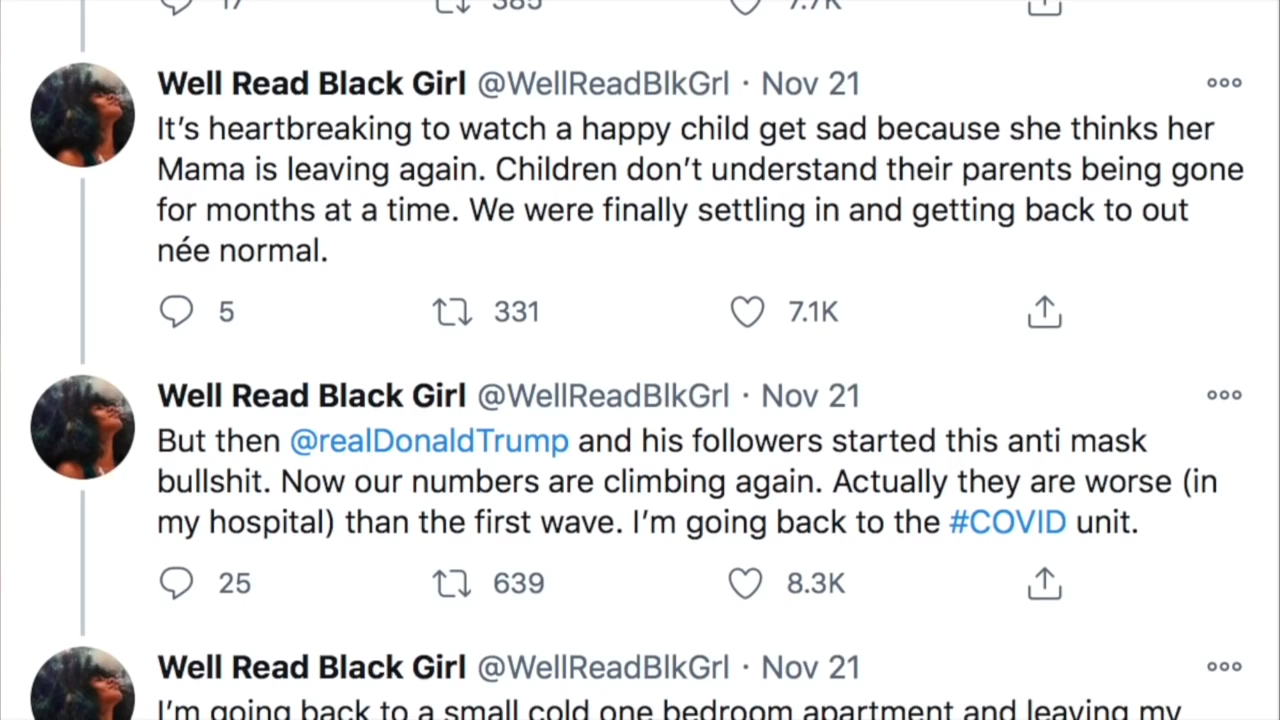 17 385 7.7K
Well Read Black Girl @WellReadBlkGrl · Nov 21
It’s heartbreaking to watch a happy child get sad because she thinks her
Mama is leaving again. Children don’t understand their parents being gone
for months at a time. We were finally settling in and getting back to out
née normal.
5 331 7.1K
Well Read Black Girl @WellReadBlkGrl · Nov 21
But then @realDonaldTrump and his followers started this anti mask
bullshit. Now our numbers are climbing again. Actually they are worse (in
my hospital) than the first wave. I’m going back to the #COVID unit.
25 639 8.3K
Well Read Black Girl @WellReadBlkGrl · Nov 21
I’m going back to a small cold one bedroom apartment and leaving my